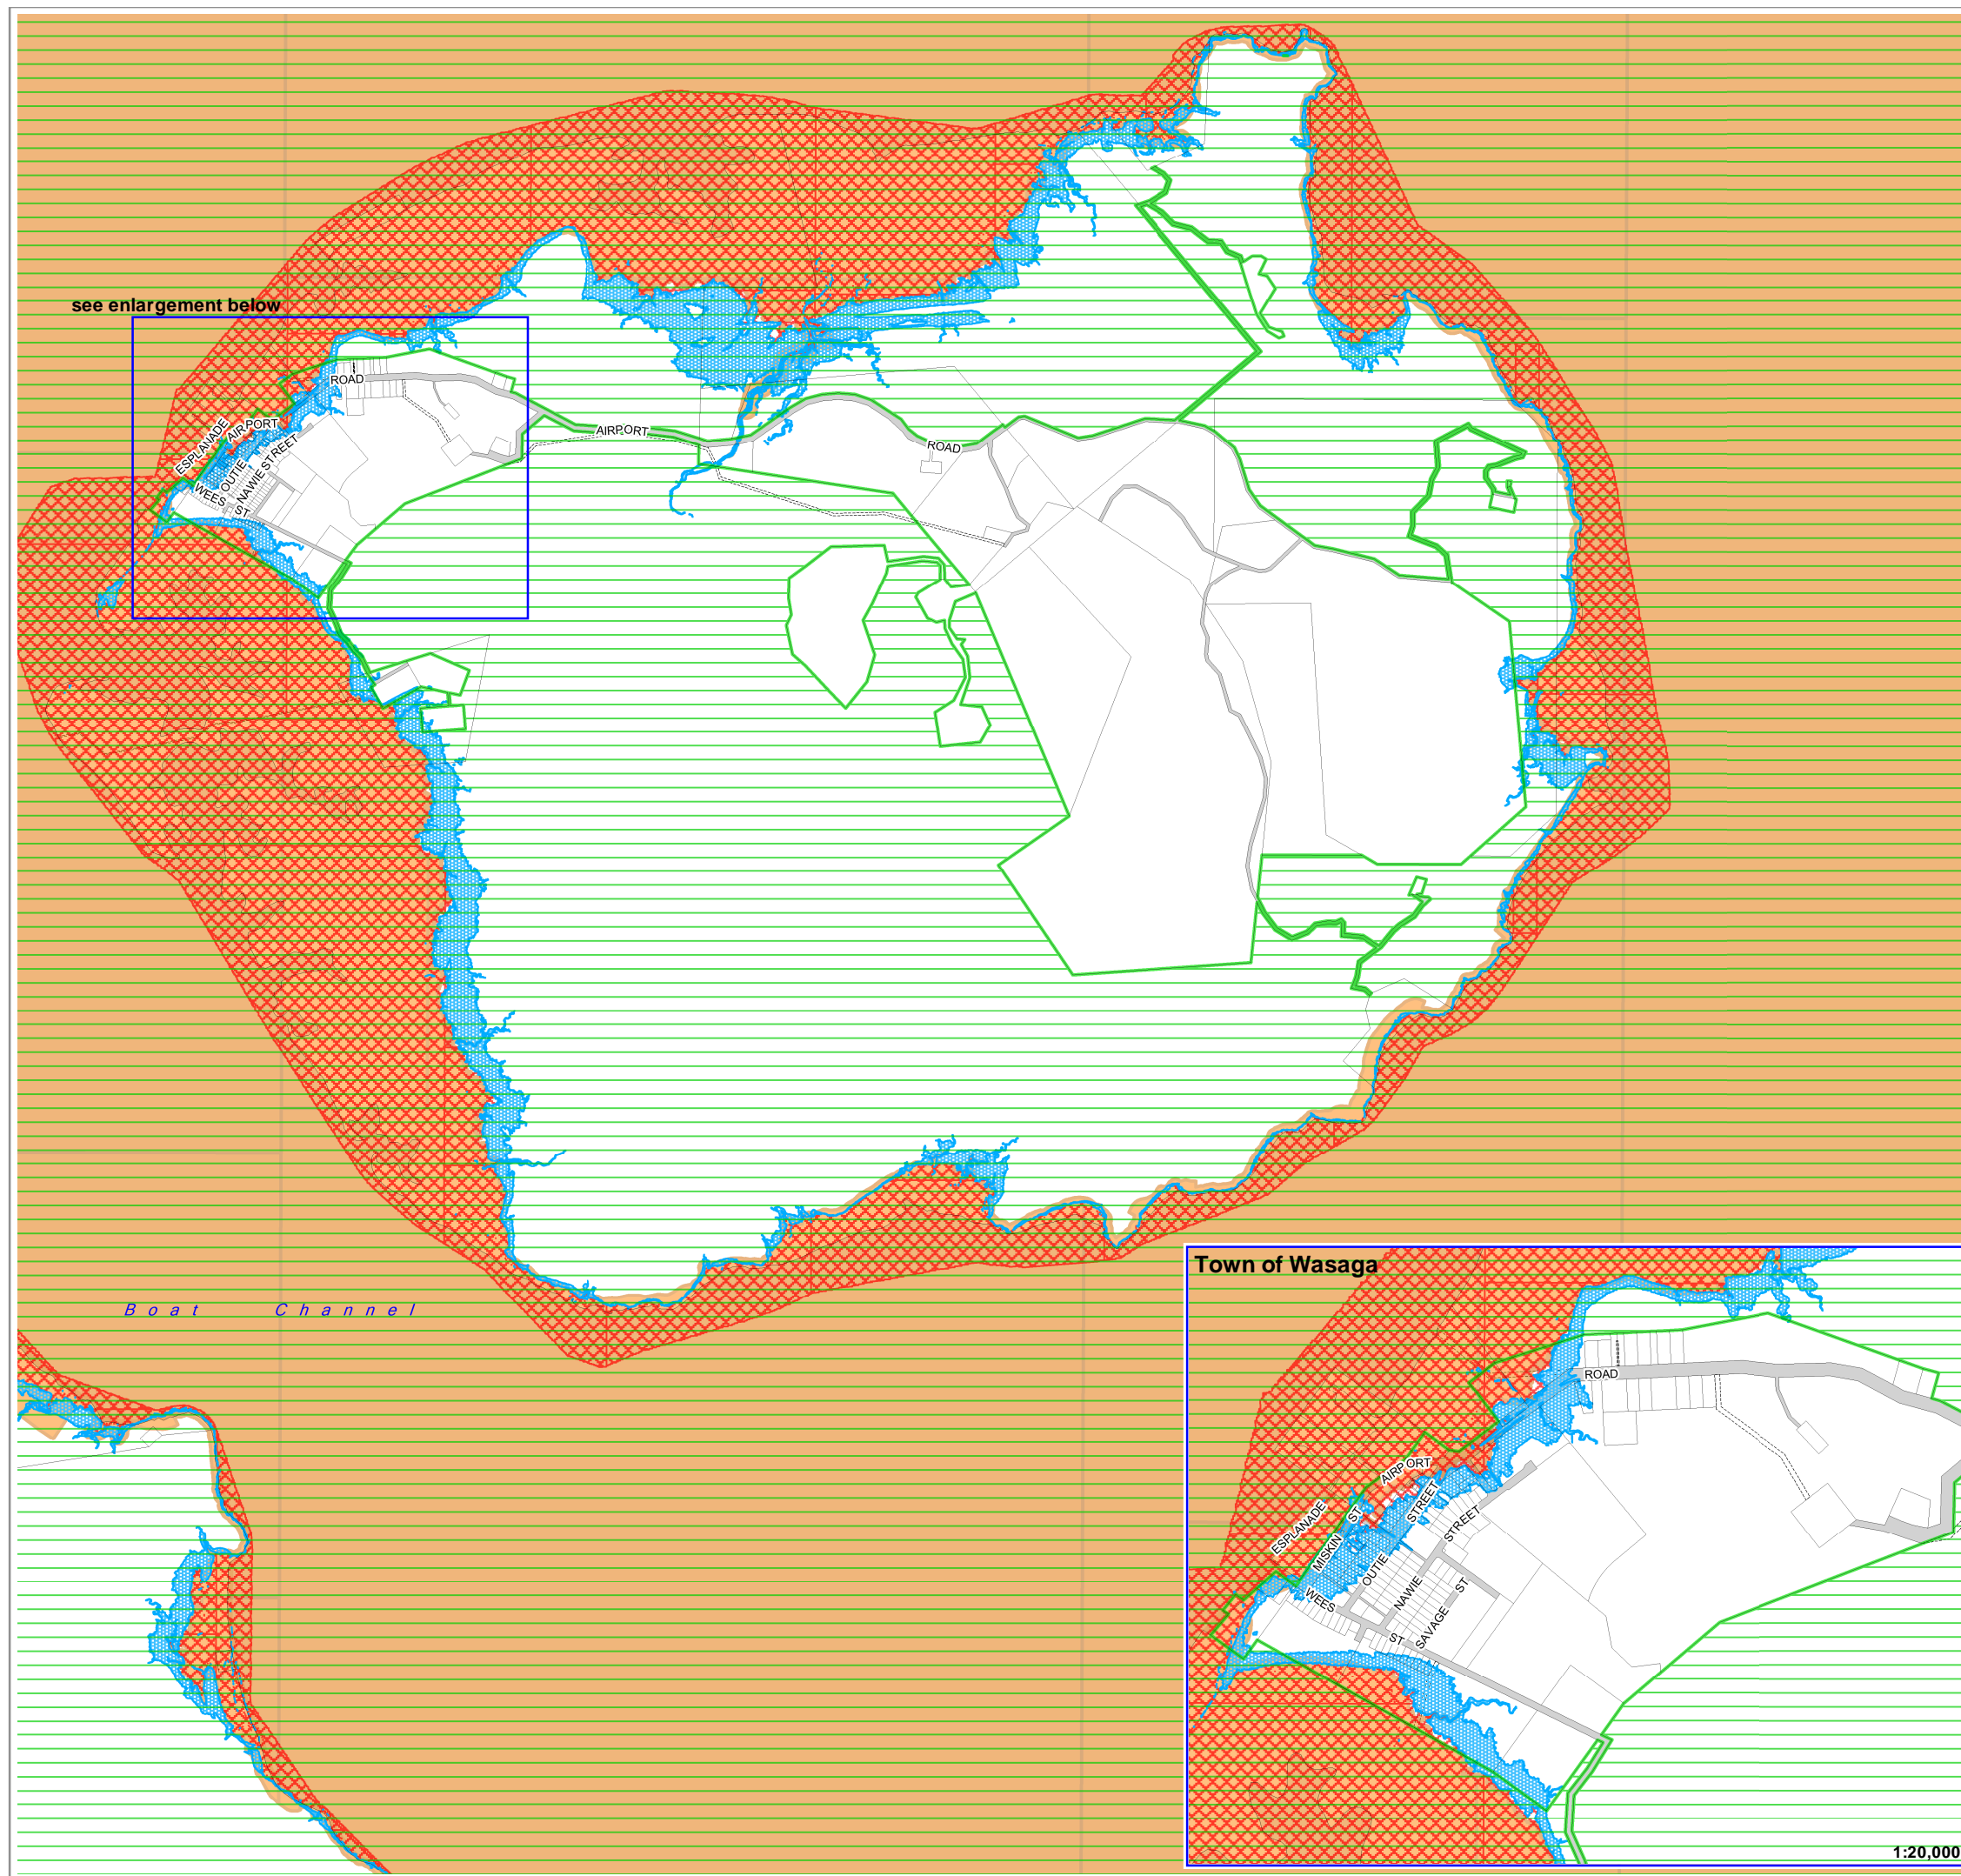 see enlargement below
ROAD
ESPLANADE
AIRPORT
OUTIE
NAWIE STREET
WEES
ST
AIRPORT
ROAD
Boat Channel
Town of Wasaga
ROAD
AIRPORT
ESPLANADE
MISKIN ST
OUTIE STREET
NAWIE STREET
WEES ST
SAVAGE ST
1:20,000